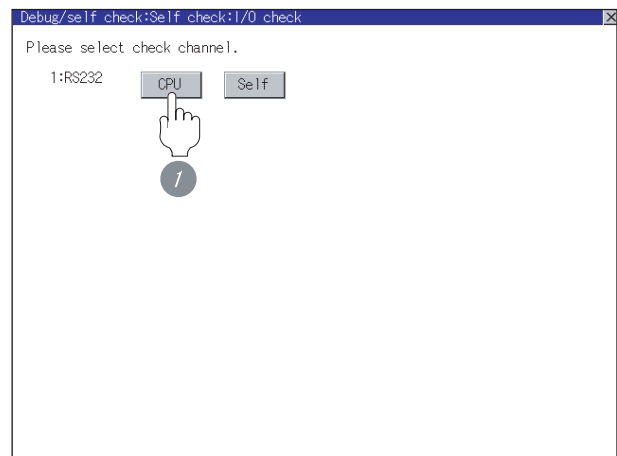 Debug/self check:Self check:I/O check
Please select check channel.
1:RS232 CPU Self
1